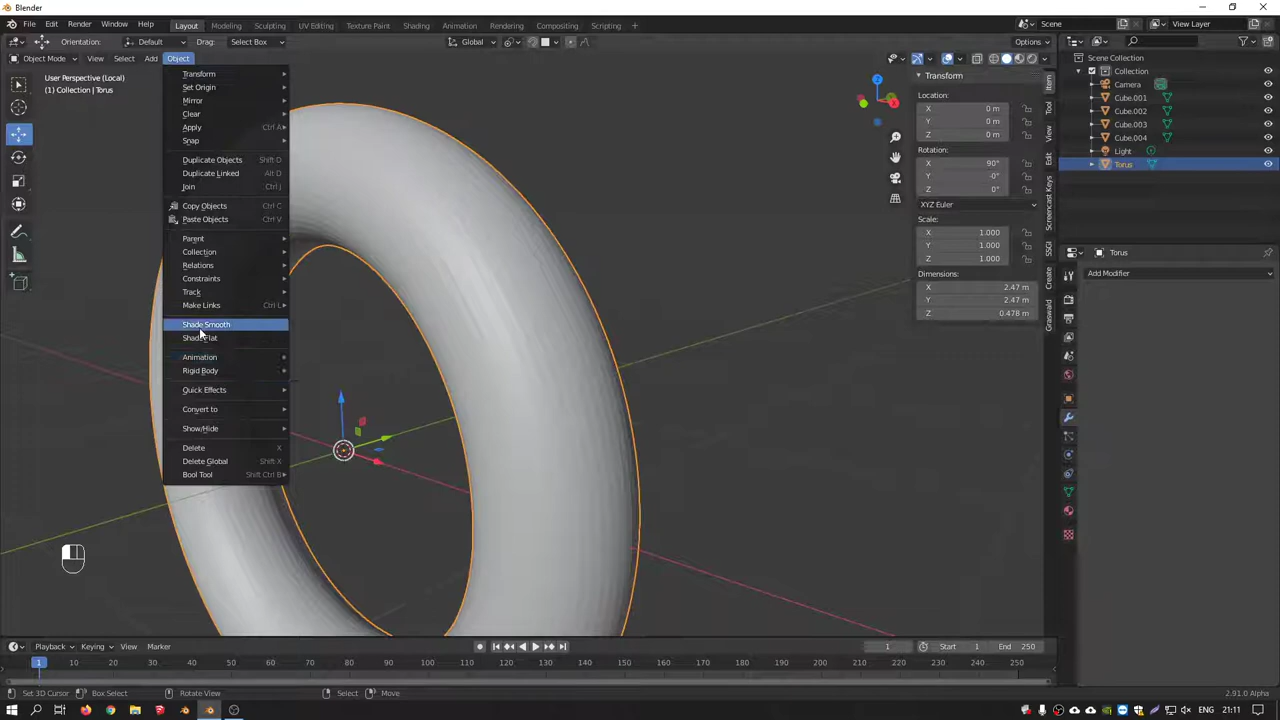 Blender
File Edit Render Window Help
Layout Modeling Sculpting UV Editing Texture Paint Shading Animation Rendering Compositing Scripting +
Scene
View Layer
Orientation: Default Drag: Select Box
Global
Options
Object Mode View Select Add Object
User Perspective (Local)
(1) Collection | Torus
Transform
Set Origin
Mirror
Clear
Apply Ctrl A
Snap
Duplicate Objects Shift D
Duplicate Linked Alt D
Join Ctrl J
Copy Objects Ctrl C
Paste Objects Ctrl V
Parent
Collection
Relations
Constraints
Track
Make Links Ctrl L
Shade Smooth
Animation
Rigid Body
Quick Effects
Convert to
Show/Hide
Delete X
Delete Global Shift X
Bool Tool Shift Ctrl B
Z
Transform
Location:
X 0 m
Y 0 m
Z 0 m
Rotation:
X 90°
Y -0°
Z 0°
XYZ Euler
Scale:
X 1.000
Y 1.000
Z 1.000
Dimensions:
X 2.47 m
Y 2.47 m
Z 0.478 m
Item
Tool
View
Edit
Screencast Keys
SSGI
Create
Graswald
Scene Collection
Collection
Camera
Cube.001
Cube.002
Cube.003
Cube.004
Light
Torus
Torus
Add Modifier
Playback Keying View Marker
1 Start 1 End 250
1 10 20 30 40 50 60 70 80 90 100 110 120 130 140 150 160 170 180 190 200 210 220 230 240 250
Set 3D Cursor Box Select Rotate View Select Move
2.91.0 Alpha
ENG 21:11